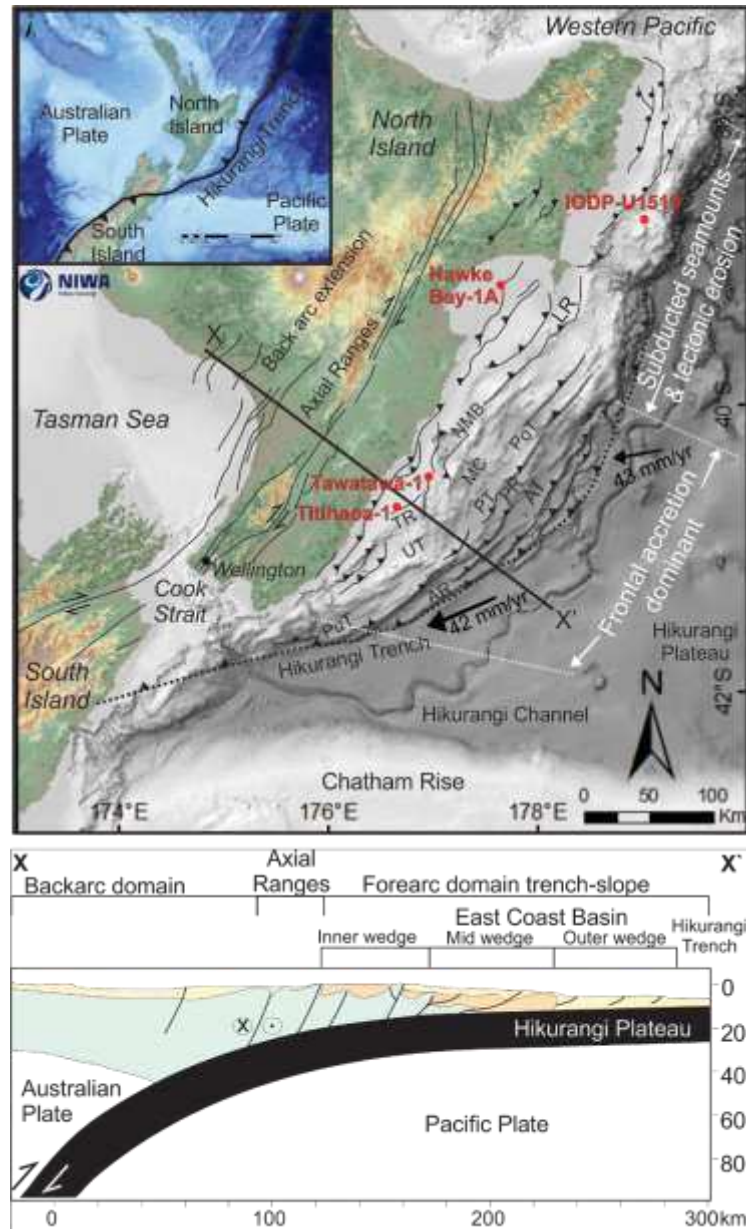 Western Pacific
Australian
Plate
North
Island
Hikurangi Trench
Pacific
Plate
South
Island
NIWA
North
Island
39°S
IODP-U1517
Hawke
Bay-1A
Back arc extension
Axial Ranges
LR
Subducted seamounts
& tectonic erosion
X
40
Tasman Sea
NMB
PoT
MC
43 mm/yr
Tawatawa-1
Titihaoa-1
TR
PT
AT
UT
Wellington
Cook
Strait
AR
42 mm/yr
X'
Frontal accretion
dominant
Hikurangi
Plateau
South
Island
Hikurangi Trench
N
42°S
Hikurangi Channel
Chatham Rise
174°E
176°E
178°E
0 50 100
Km
X
X`
Backarc domain
Axial
Ranges
Forearc domain trench-slope
East Coast Basin
Hikurangi
Trench
Inner wedge
Mid wedge
Outer wedge
0
X
Hikurangi Plateau
20
Australian
Plate
40
Pacific Plate
60
80
0 100 200 300km